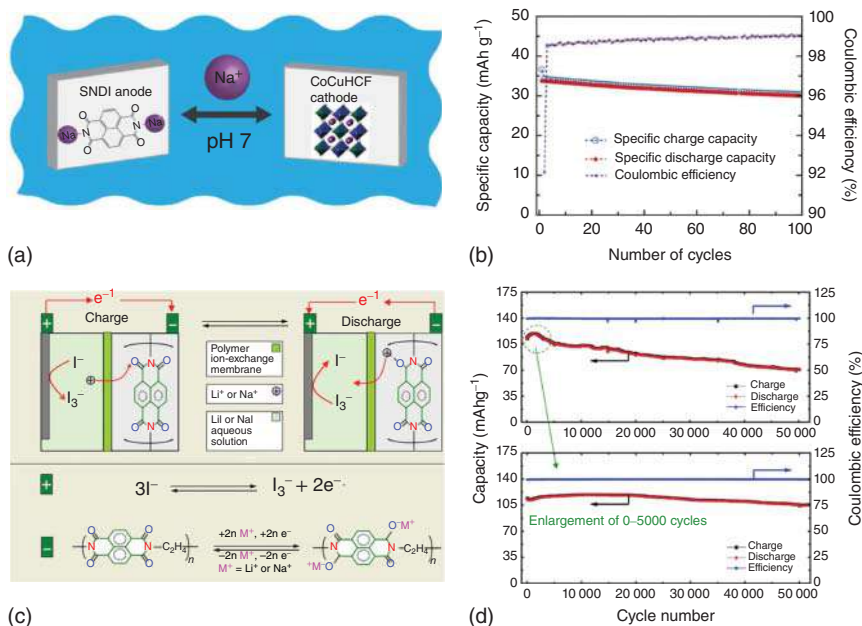 SNDI anode
Na
N
O
O
O
O
N
Na
Na⁺
pH 7
CoCuHCF
cathode
(a)
Specific capacity (mAh g⁻¹)
50
45
40
30
20
10
0
Specific charge capacity
Specific discharge capacity
Coulombic efficiency
0
20
40
60
80
100
Number of cycles
100
98
96
94
92
90
Coulombic efficiency (%)
(b)
e⁻¹
+
Charge
−
I⁻
I₃⁻
O
N
O
O
N
O
Polymer
ion-exchange
membrane
Li⁺ or Na⁺
LiI or NaI
aqueous
solution
e⁻¹
+
Discharge
−
I⁻
I₃⁻
O
N
O
O
N
O
+
3I⁻
I₃⁻ + 2e⁻·
−
O
O
N
N
C₂H₄
n
O
O
+2n M⁺, +2n e⁻
−2n M⁺, −2n e⁻
M⁺ = Li⁺ or Na⁺
O
O⁻M⁺
N
N
C₂H₄
n
⁺M⁻O
O
(c)
Capacity (mAhg⁻¹)
175
140
105
70
35
0
Charge
Discharge
Efficiency
0
10 000
20 000
30 000
40 000
50 000
100
75
50
25
0
175
140
105
70
35
0
Enlargement of 0–5000 cycles
Charge
Discharge
Efficiency
0
10 000
20 000
30 000
40 000
50 000
100
75
50
25
0
Cycle number
Coulombic efficiency (%)
(d)